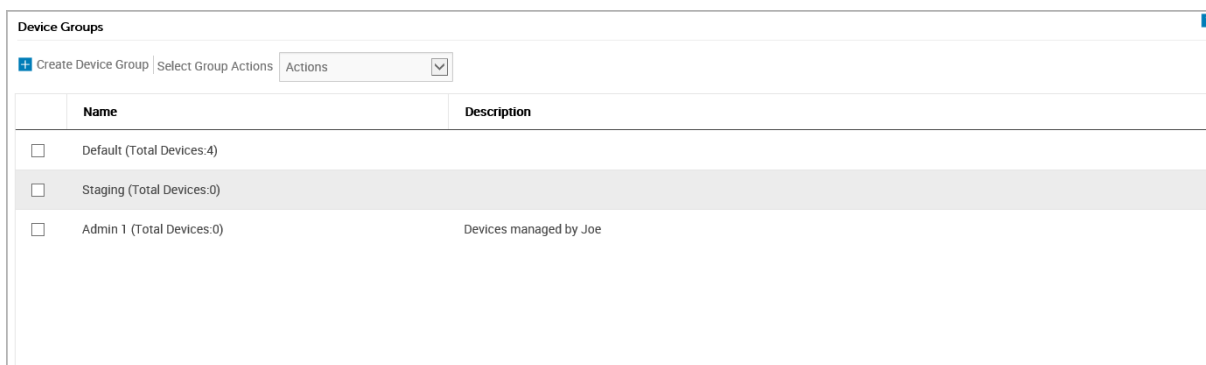 Device Groups
Create Device Group Select Group Actions Actions
Name Description
Default (Total Devices:4)
Staging (Total Devices:0)
Admin 1 (Total Devices:0) Devices managed by Joe